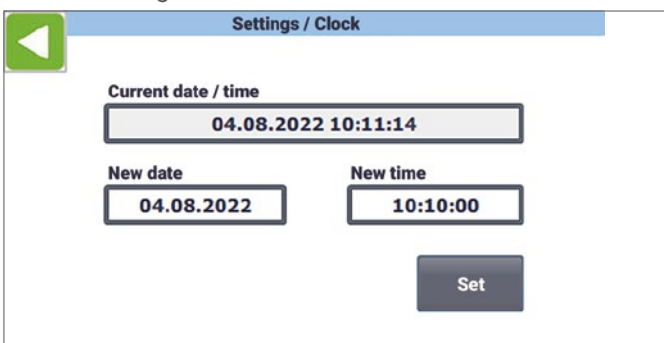 Settings / Clock
Current date / time
04.08.2022 10:11:14
New date
New time
04.08.2022
10:10:00
Set